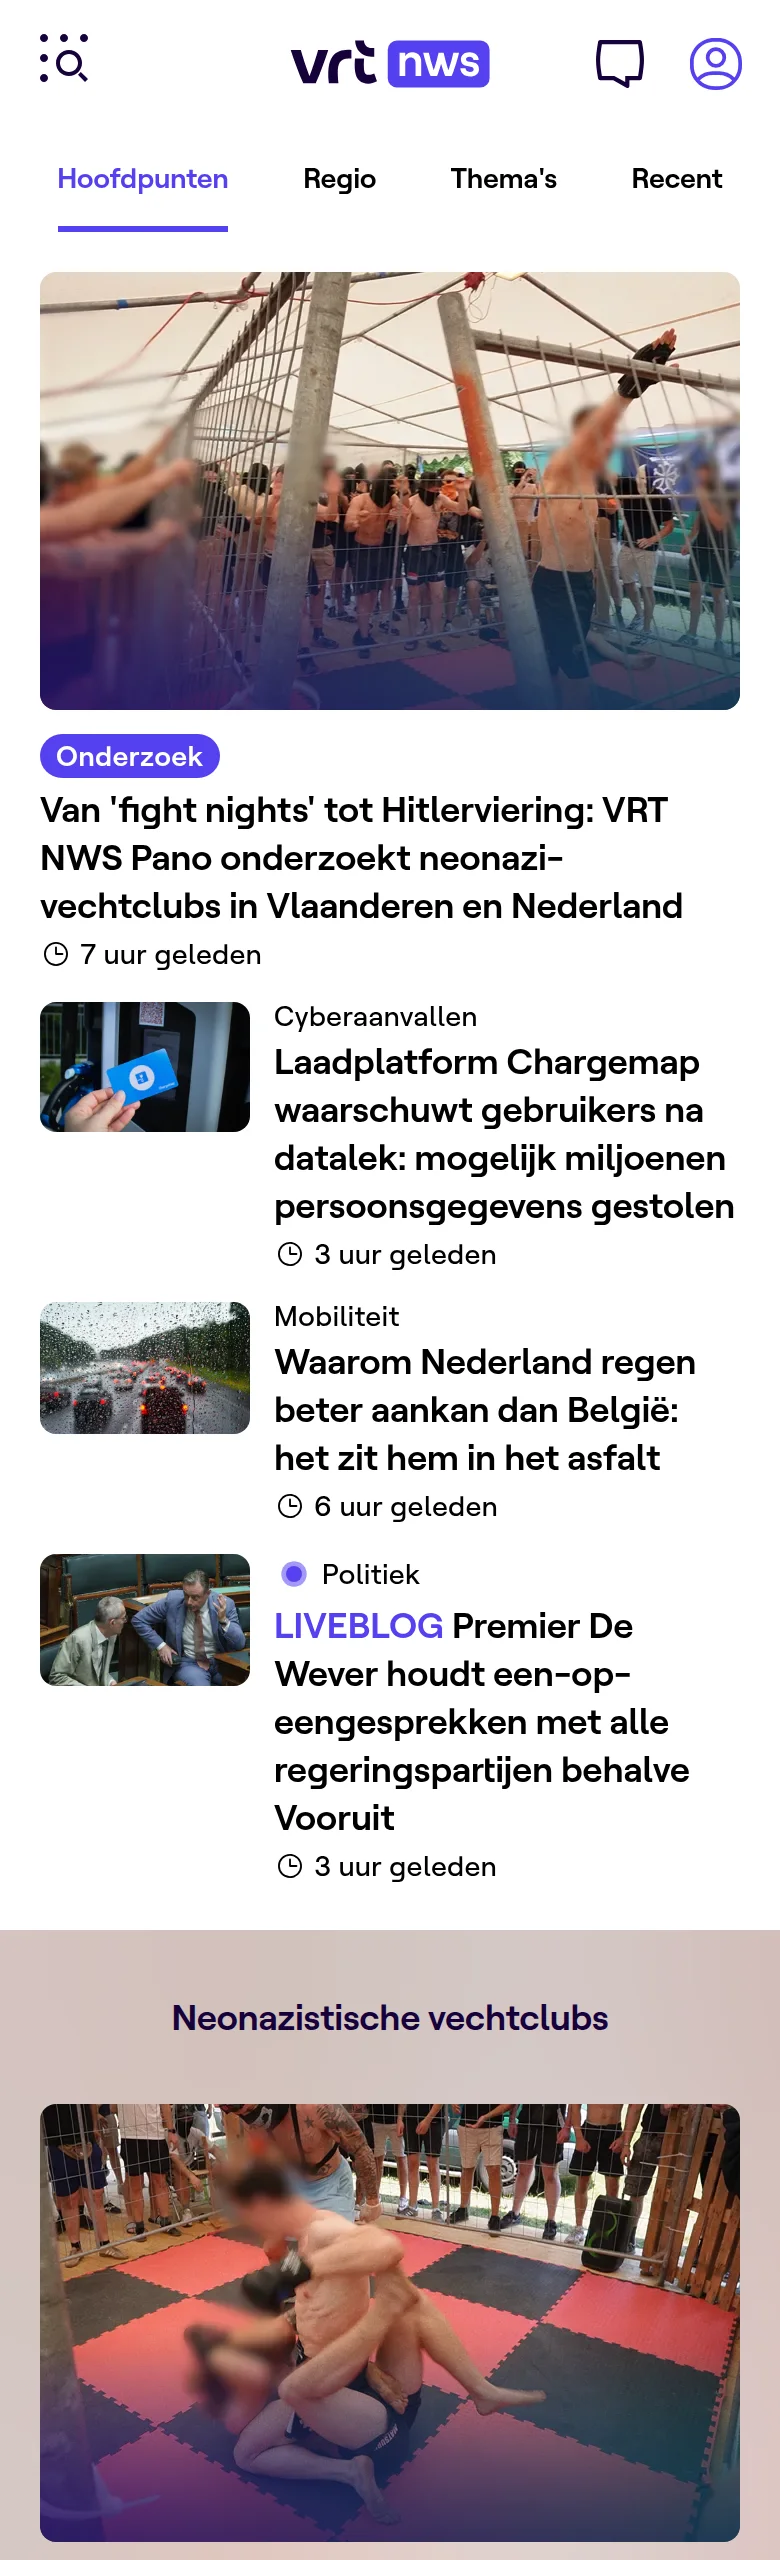 vrt nws
Hoofdpunten Regio Thema's Recent
Onderzoek
Van 'fight nights' tot Hitlerviering: VRT
NWS Pano onderzoekt neonazi-
vechtclubs in Vlaanderen en Nederland
7 uur geleden
Cyberaanvallen
Laadplatform Chargemap
waarschuwt gebruikers na
datalek: mogelijk miljoenen
persoonsgegevens gestolen
3 uur geleden
Mobiliteit
Waarom Nederland regen
beter aankan dan België:
het zit hem in het asfalt
6 uur geleden
Politiek
LIVEBLOG Premier De
Wever houdt een-op-
eengesprekken met alle
regeringspartijen behalve
Vooruit
3 uur geleden
Neonazistische vechtclubs